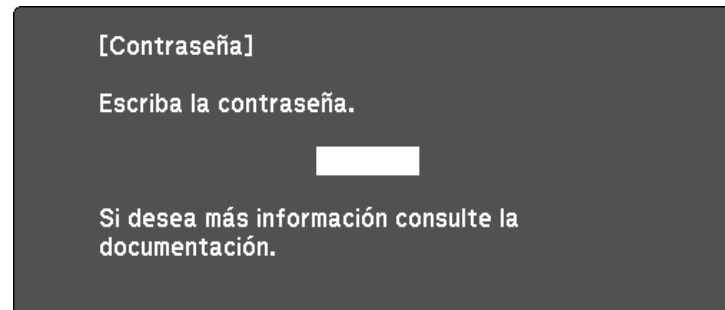 [Contraseña]
Escriba la contraseña.
Si desea más información consulte la
documentación.